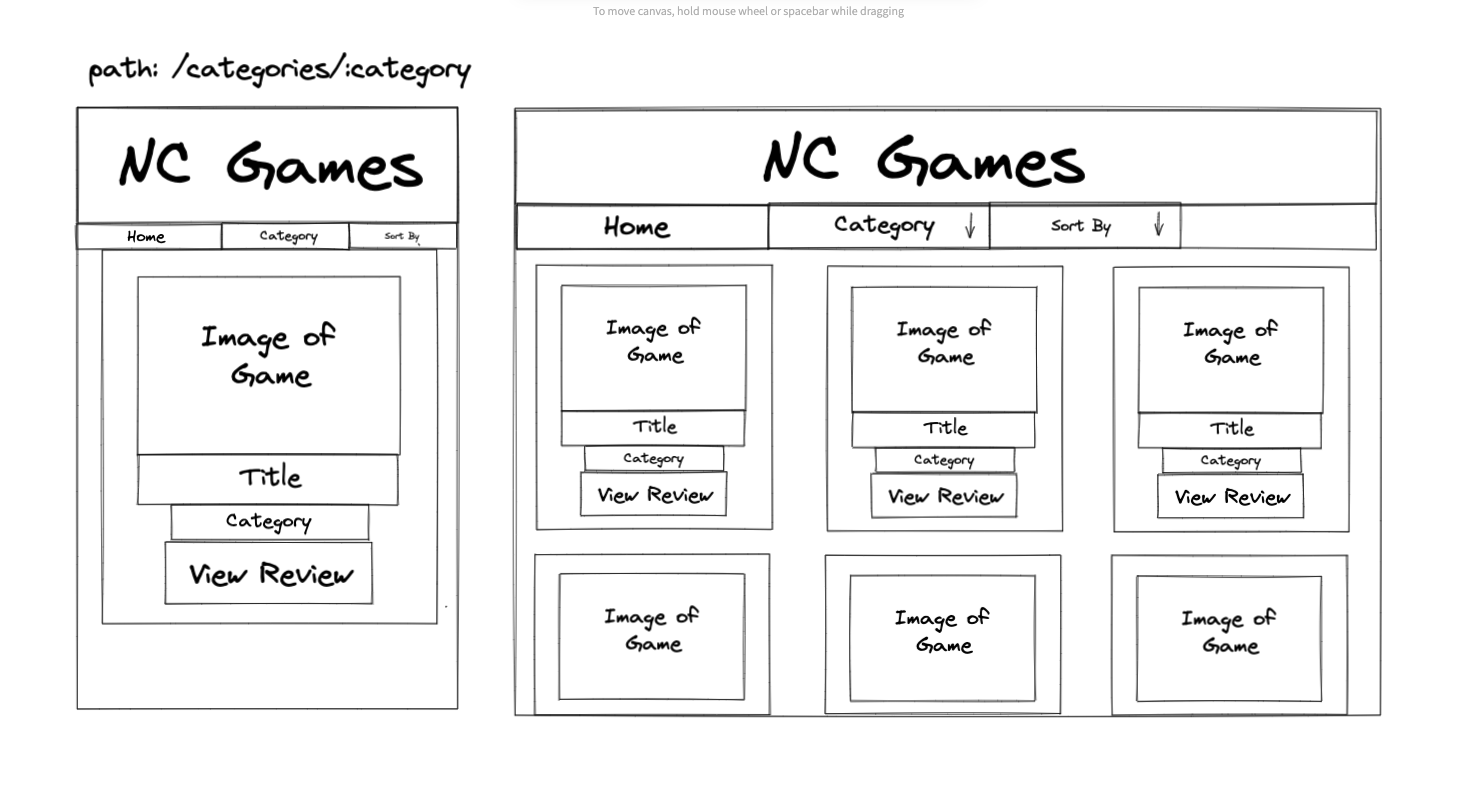 To move canvas, hold mouse wheel or spacebar while dragging
path: /categories/:category
NC Games
Home Category Sort By
Image of
Game
Title
Category
View Review
NC Games
Home Category ↓ Sort By ↓
Image of
Game
Title
Category
View Review
Image of
Game
Title
Category
View Review
Image of
Game
Title
Category
View Review
Image of
Game
Image of
Game
Image of
Game